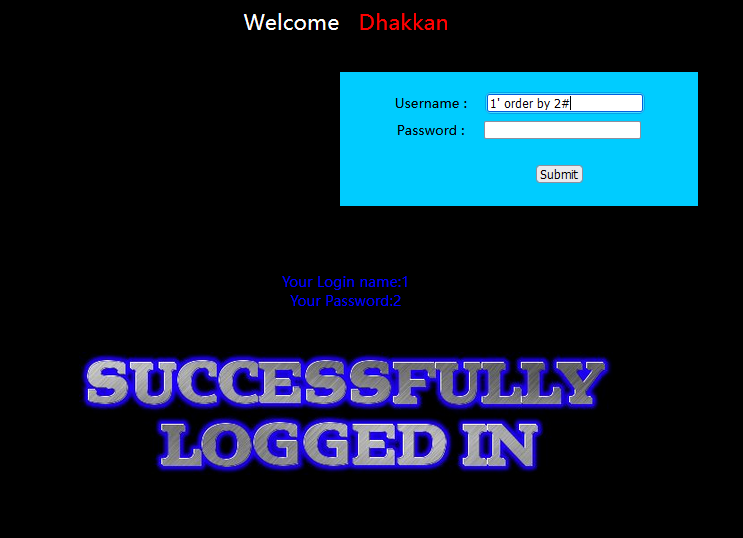 Welcome Dhakkan
Username : 1' order by 2#
Password :
Submit
Your Login name:1
Your Password:2
SUCCESSFULLY
LOGGED IN